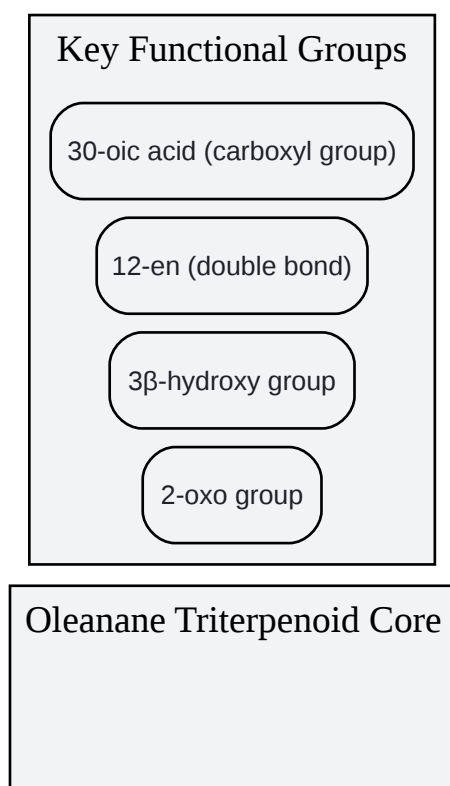 Key Functional Groups
30-oic acid (carboxyl group)
12-en (double bond)
3β-hydroxy group
2-oxo group
Oleanane Triterpenoid Core